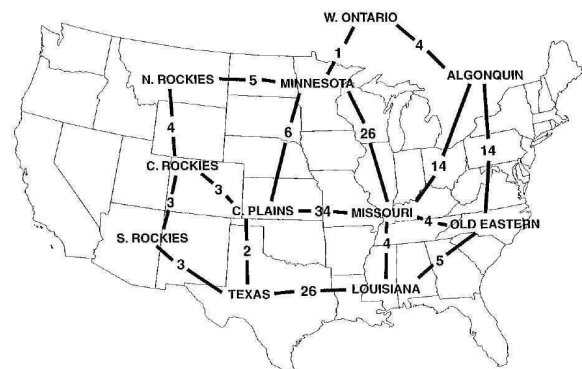 W. ONTARIO
1
4
N. ROCKIES
5
MINNESOTA
ALGONQUIN
4
6
26
14
14
C. ROCKIES
3
3
C. PLAINS
34
MISSOURI
4
OLD EASTERN
S. ROCKIES
4
3
2
5
TEXAS
26
LOUISIANA